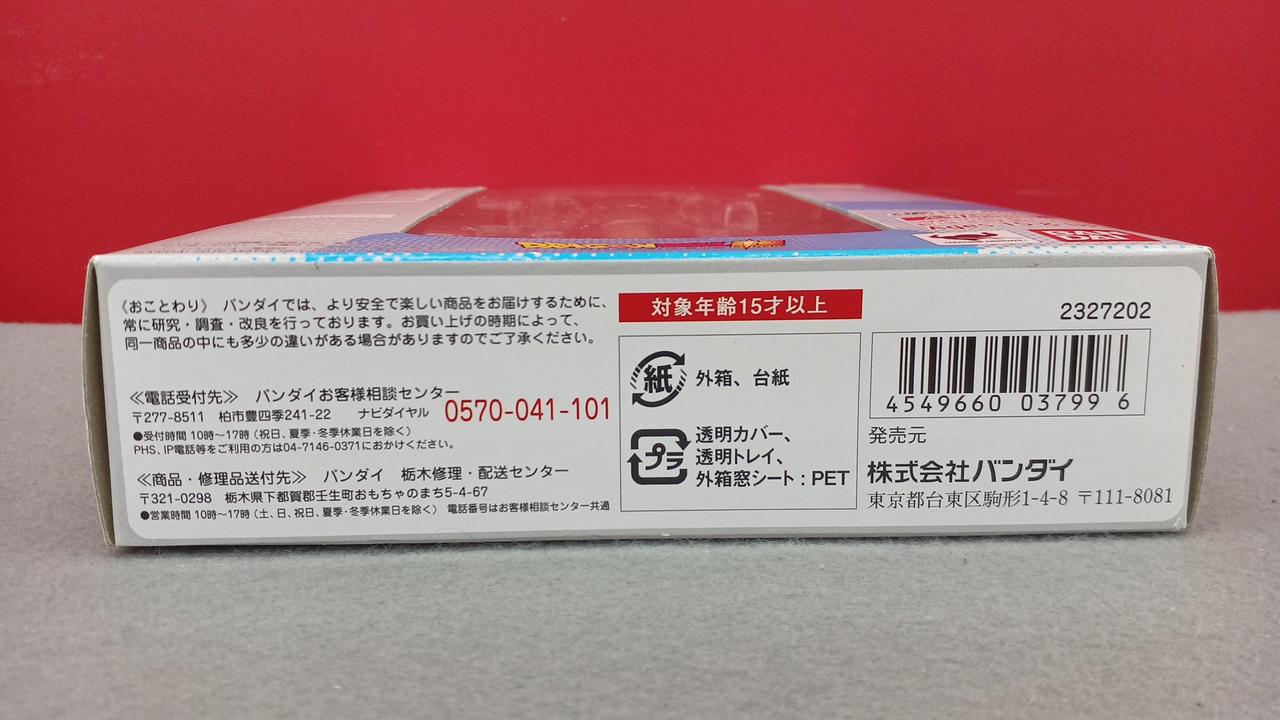 《おことわり》 バンダイでは、より安全で楽しい商品をお届けするために、
常に研究・調査・改良を行っております。お買い上げの時期によって、
同一商品の中にも多少の違いがある場合がありますのでご了承ください。
≪電話受付先≫ バンダイお客様相談センター
〒277-8511 柏市豊四季241-22 ナビダイヤル 0570-041-101
●受付時間 10時～17時 (祝日、夏季・冬季休業日を除く)
PHS、IP電話等をご利用の方は04-7146-0371におかけください。
≪商品・修理品送付先≫ バンダイ 栃木修理・配送センター
〒321-0298 栃木県下都賀郡壬生町おもちゃのまち5-4-67
●営業時間 10時～17時 (土、日、祝日、夏季・冬季休業日を除く) 電話番号はお客様相談センター共通
対象年齢15才以上
紙 外箱、台紙
プラ 透明カバー、
透明トレイ、
外箱窓シート：PET
2327202
4549660 03799 6
発売元
株式会社バンダイ
東京都台東区駒形1-4-8 〒111-8081